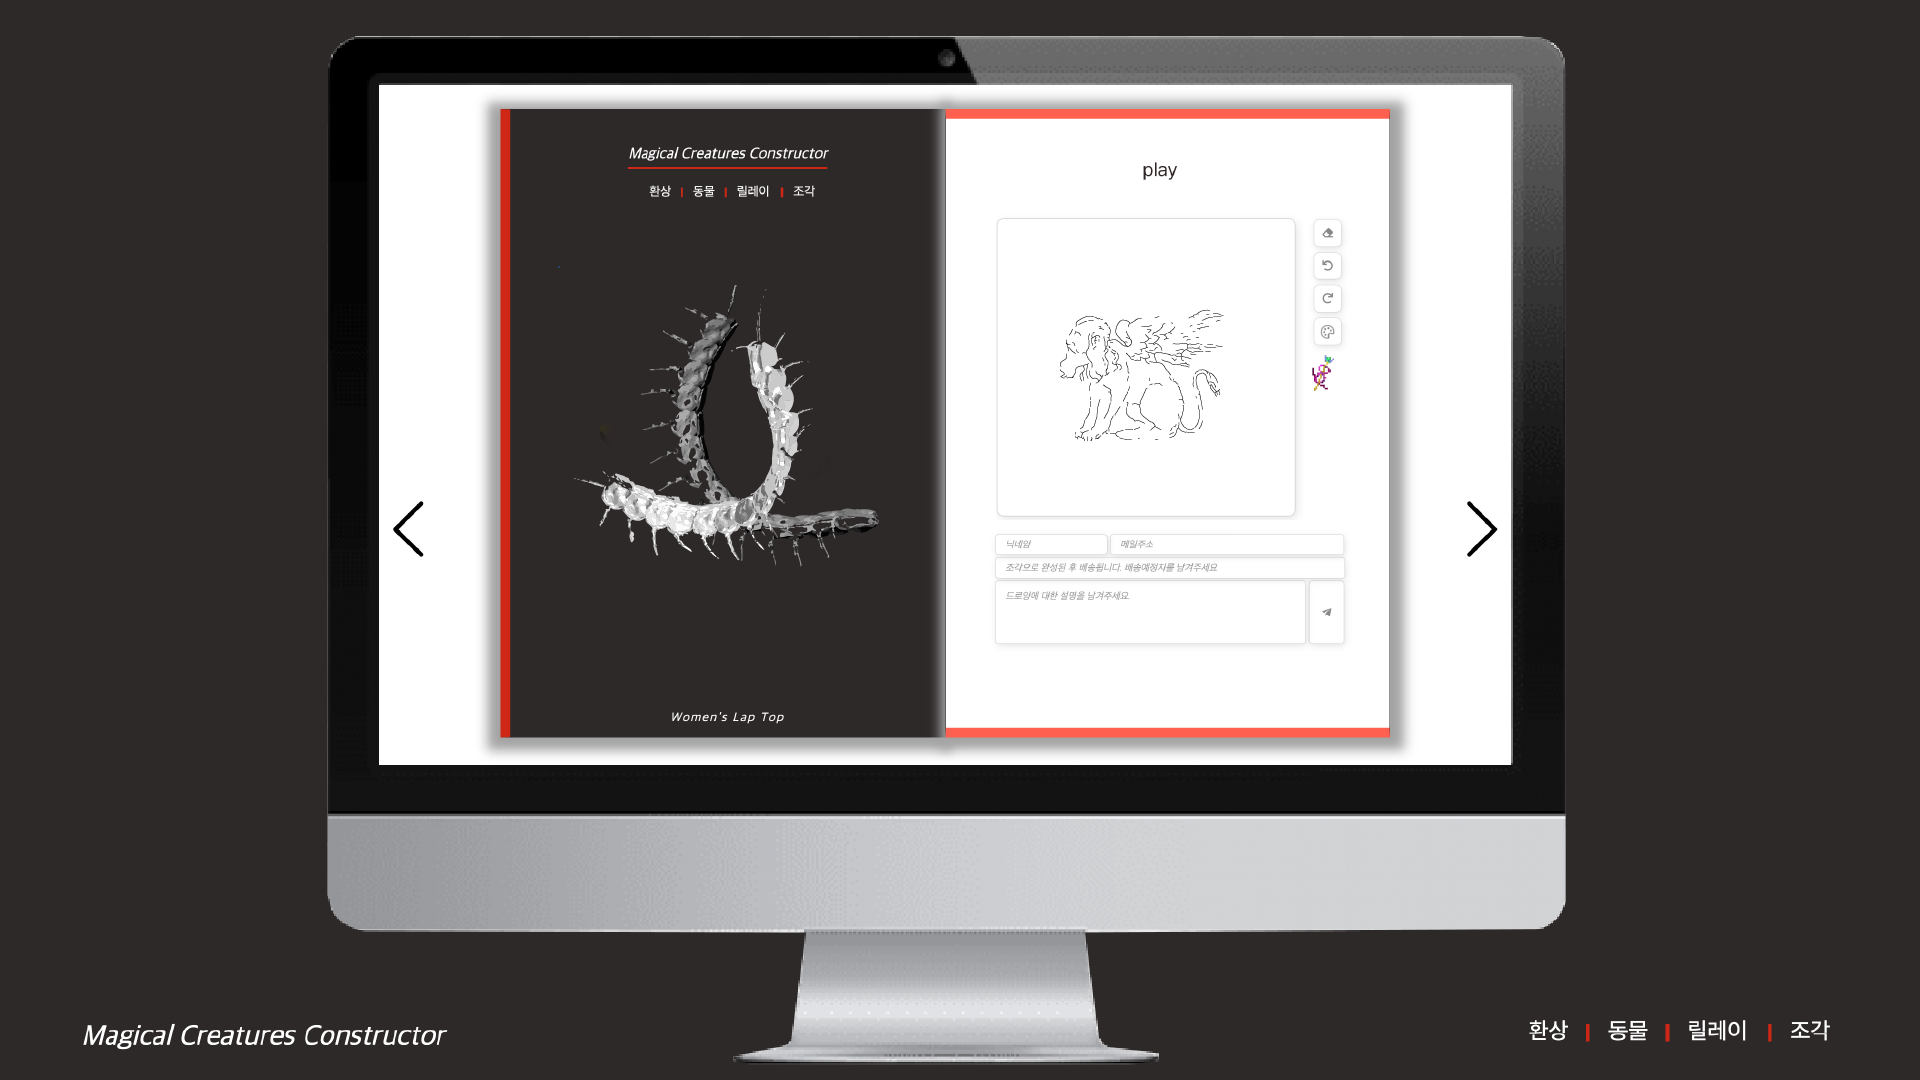 Magical Creatures Constructor
환상 | 동물 | 릴레이 | 조각
Women's Lap Top
play
닉네임
메일주소
조각으로 완성된 후 배송됩니다. 배송예정지를 남겨주세요
드로잉에 대한 설명을 남겨주세요.
Magical Creatures Constructor
환상 | 동물 | 릴레이 | 조각